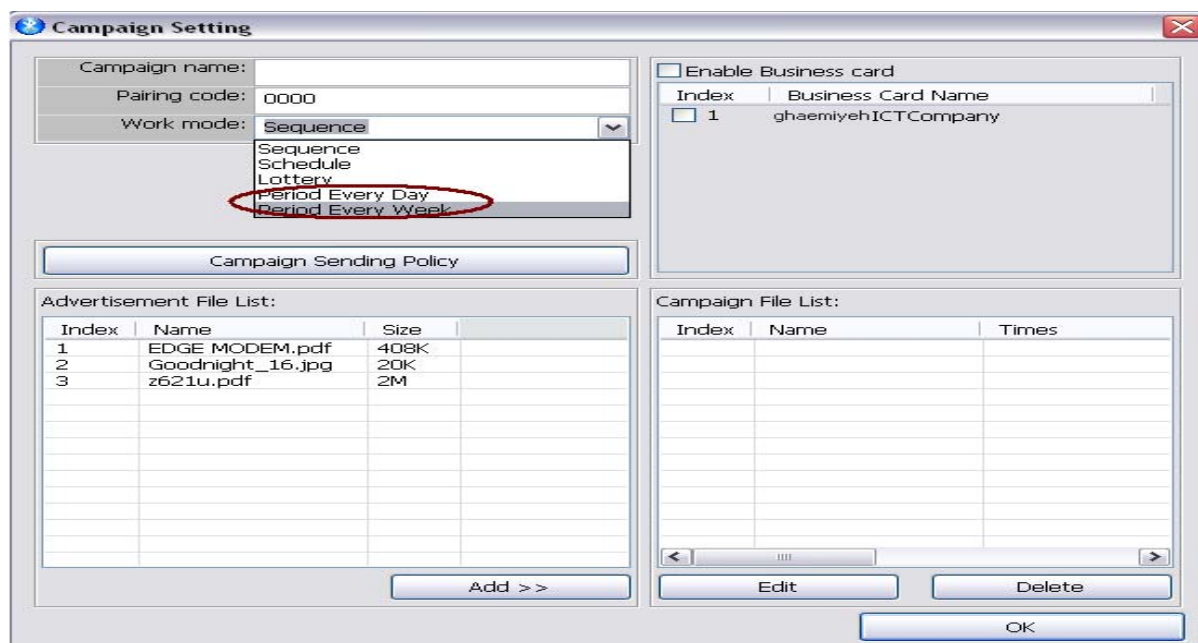 Campaign Setting
Campaign name:
Pairing code: 0000
Work mode: Sequence
Sequence
Schedule
Lottery
Period Every Day
Period Every Week
Campaign Sending Policy
Enable Business card
Index Business Card Name
1 ghaemiyehICTCompany
Advertisement File List:
Index Name Size
1 EDGE MODEM.pdf 408K
2 Goodnight_16.jpg 20K
3 z621u.pdf 2M
Add >>
Campaign File List:
Index Name Times
Edit Delete
OK